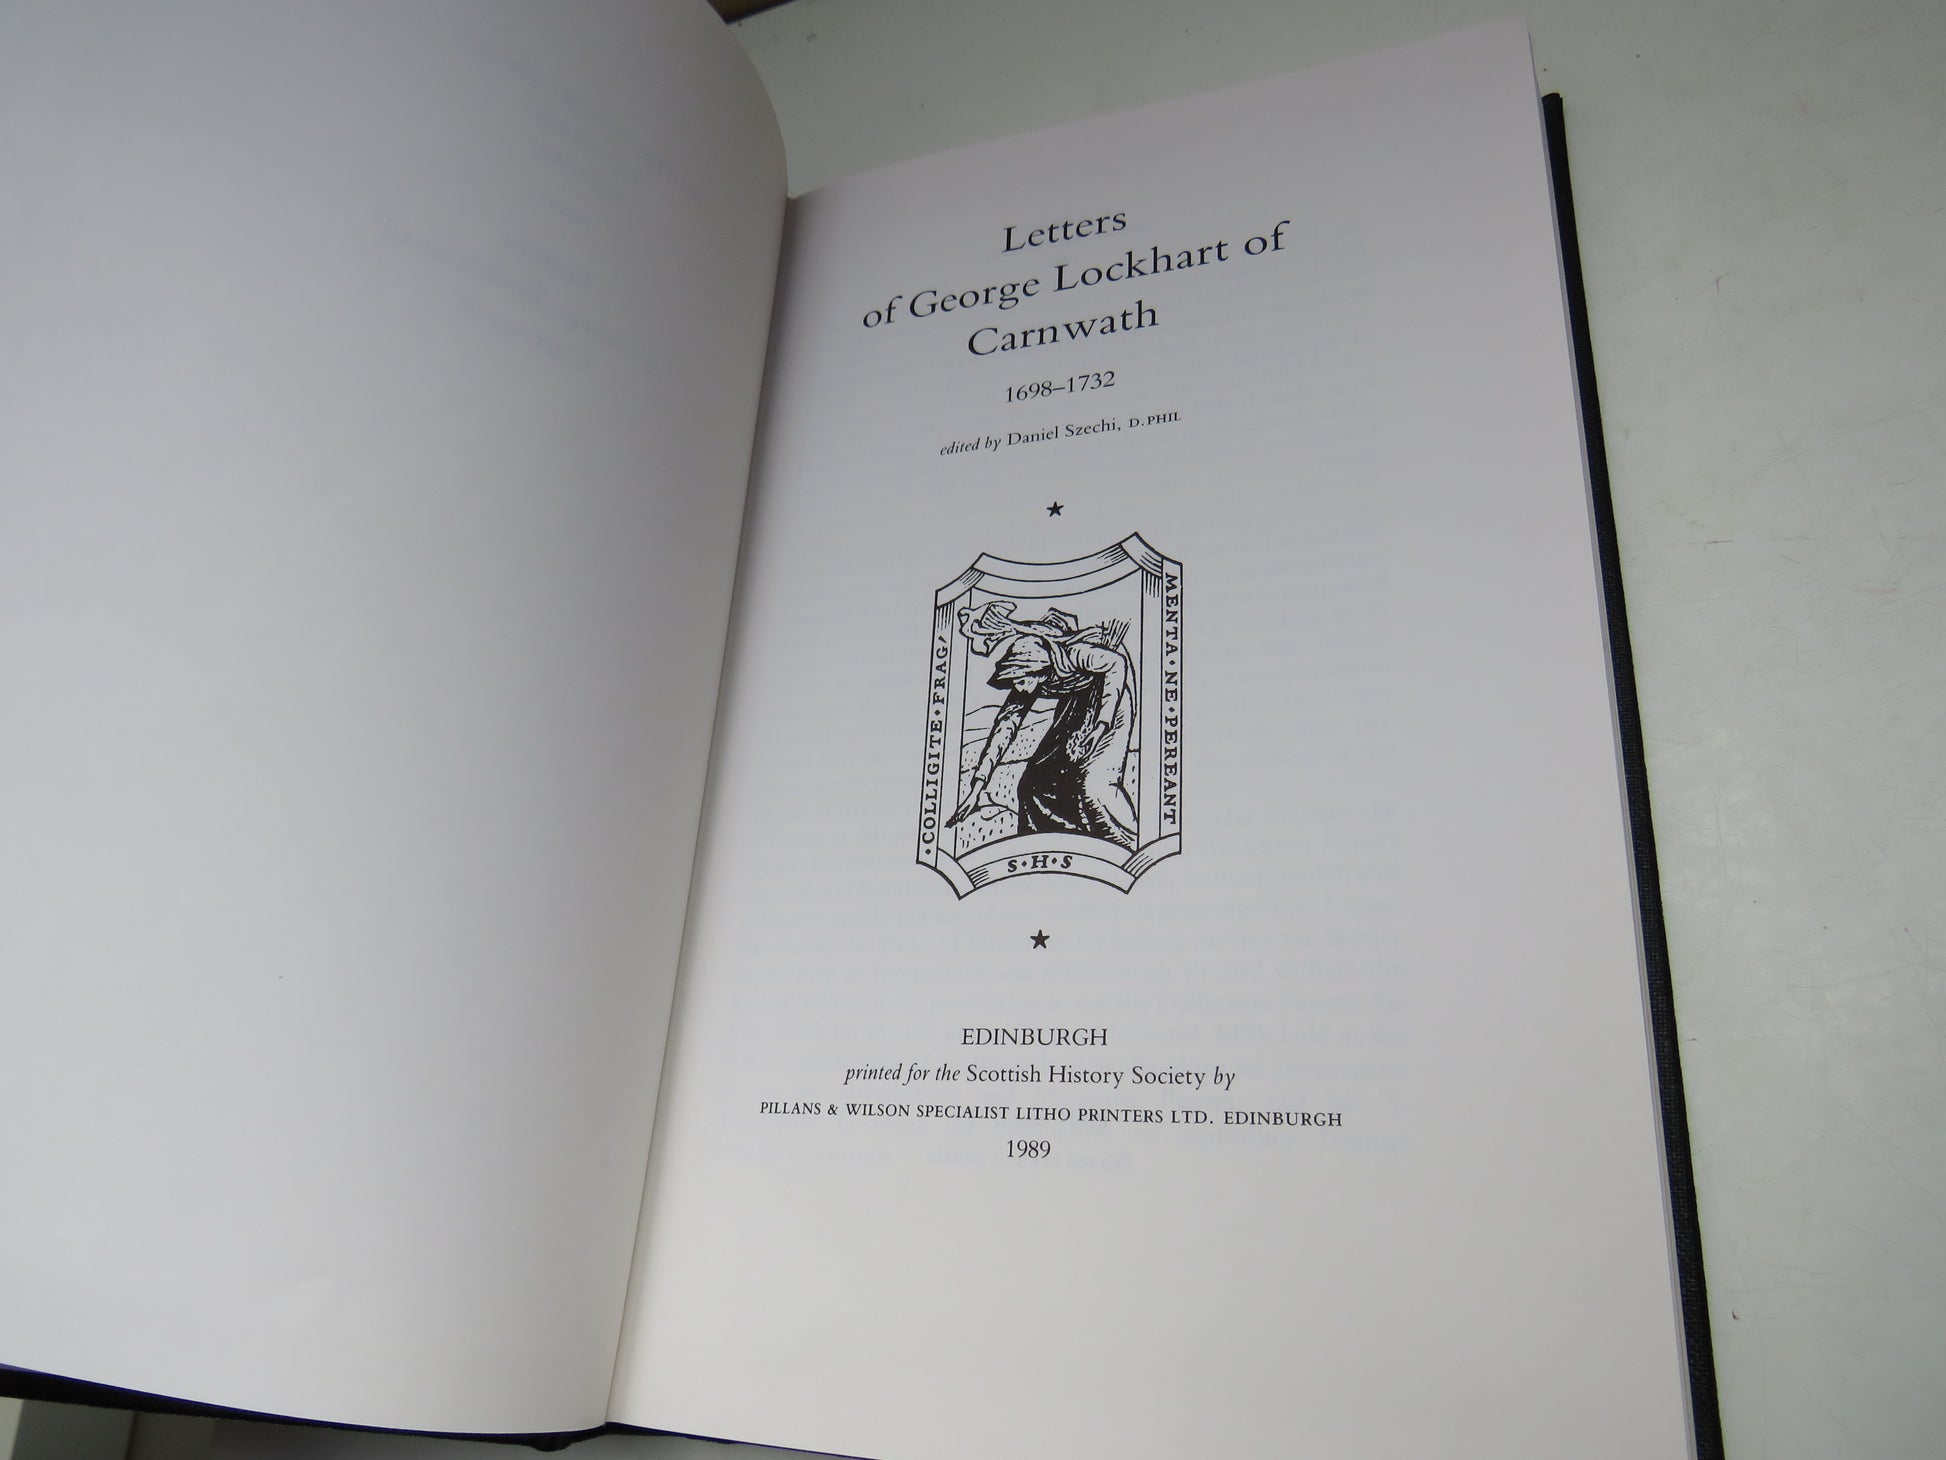 Letters
of George Lockhart of
Carnwath
1698–1732
edited by Daniel Szechi, D.PHIL
★
·COLLIGITE·FRAG/
MENTA·NE·PEREANT
S·H·S
★
EDINBURGH
printed for the Scottish History Society by
PILLANS & WILSON SPECIALIST LITHO PRINTERS LTD. EDINBURGH
1989